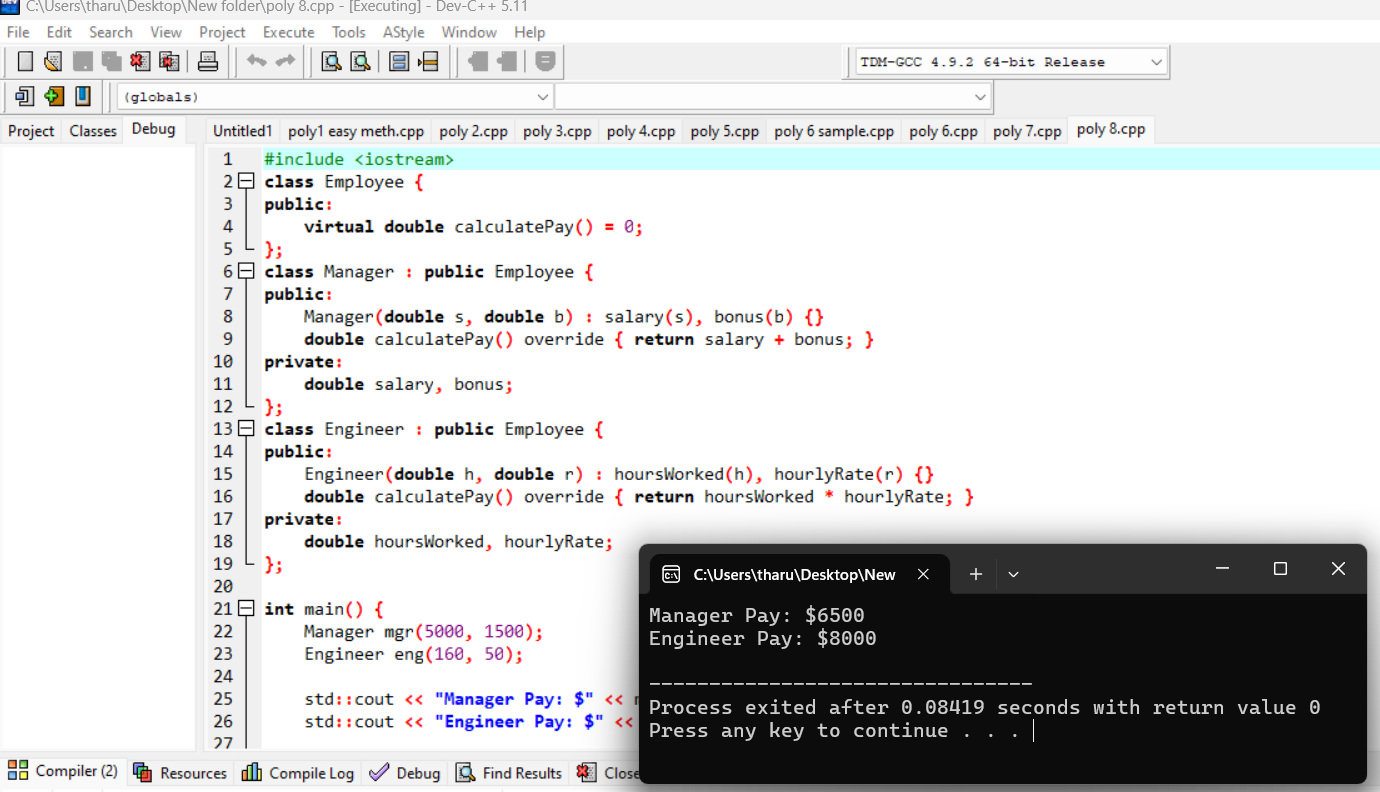 C:\Users\tharu\Desktop\New folder\poly 8.cpp - [Executing] - Dev-C++ 5.11
File Edit Search View Project Execute Tools AStyle Window Help
TDM-GCC 4.9.2 64-bit Release
(globals)
Project Classes Debug
Untitled1 poly1 easy meth.cpp poly 2.cpp poly 3.cpp poly 4.cpp poly 5.cpp poly 6 sample.cpp poly 6.cpp poly 7.cpp poly 8.cpp
1 #include <iostream>
2 class Employee {
3 public:
4 virtual double calculatePay() = 0;
5 };
6 class Manager : public Employee {
7 public:
8 Manager(double s, double b) : salary(s), bonus(b) {}
9 double calculatePay() override { return salary + bonus; }
10 private:
11 double salary, bonus;
12 };
13 class Engineer : public Employee {
14 public:
15 Engineer(double h, double r) : hoursWorked(h), hourlyRate(r) {}
16 double calculatePay() override { return hoursWorked * hourlyRate; }
17 private:
18 double hoursWorked, hourlyRate;
19 };
20
21 int main() {
22 Manager mgr(5000, 1500);
23 Engineer eng(160, 50);
24
25 std::cout << "Manager Pay: $" <<
26 std::cout << "Engineer Pay: $" <<
27
C:\Users\tharu\Desktop\New
Manager Pay: $6500
Engineer Pay: $8000
--------------------------------
Process exited after 0.08419 seconds with return value 0
Press any key to continue . . .
Compiler (2) Resources Compile Log Debug Find Results Close